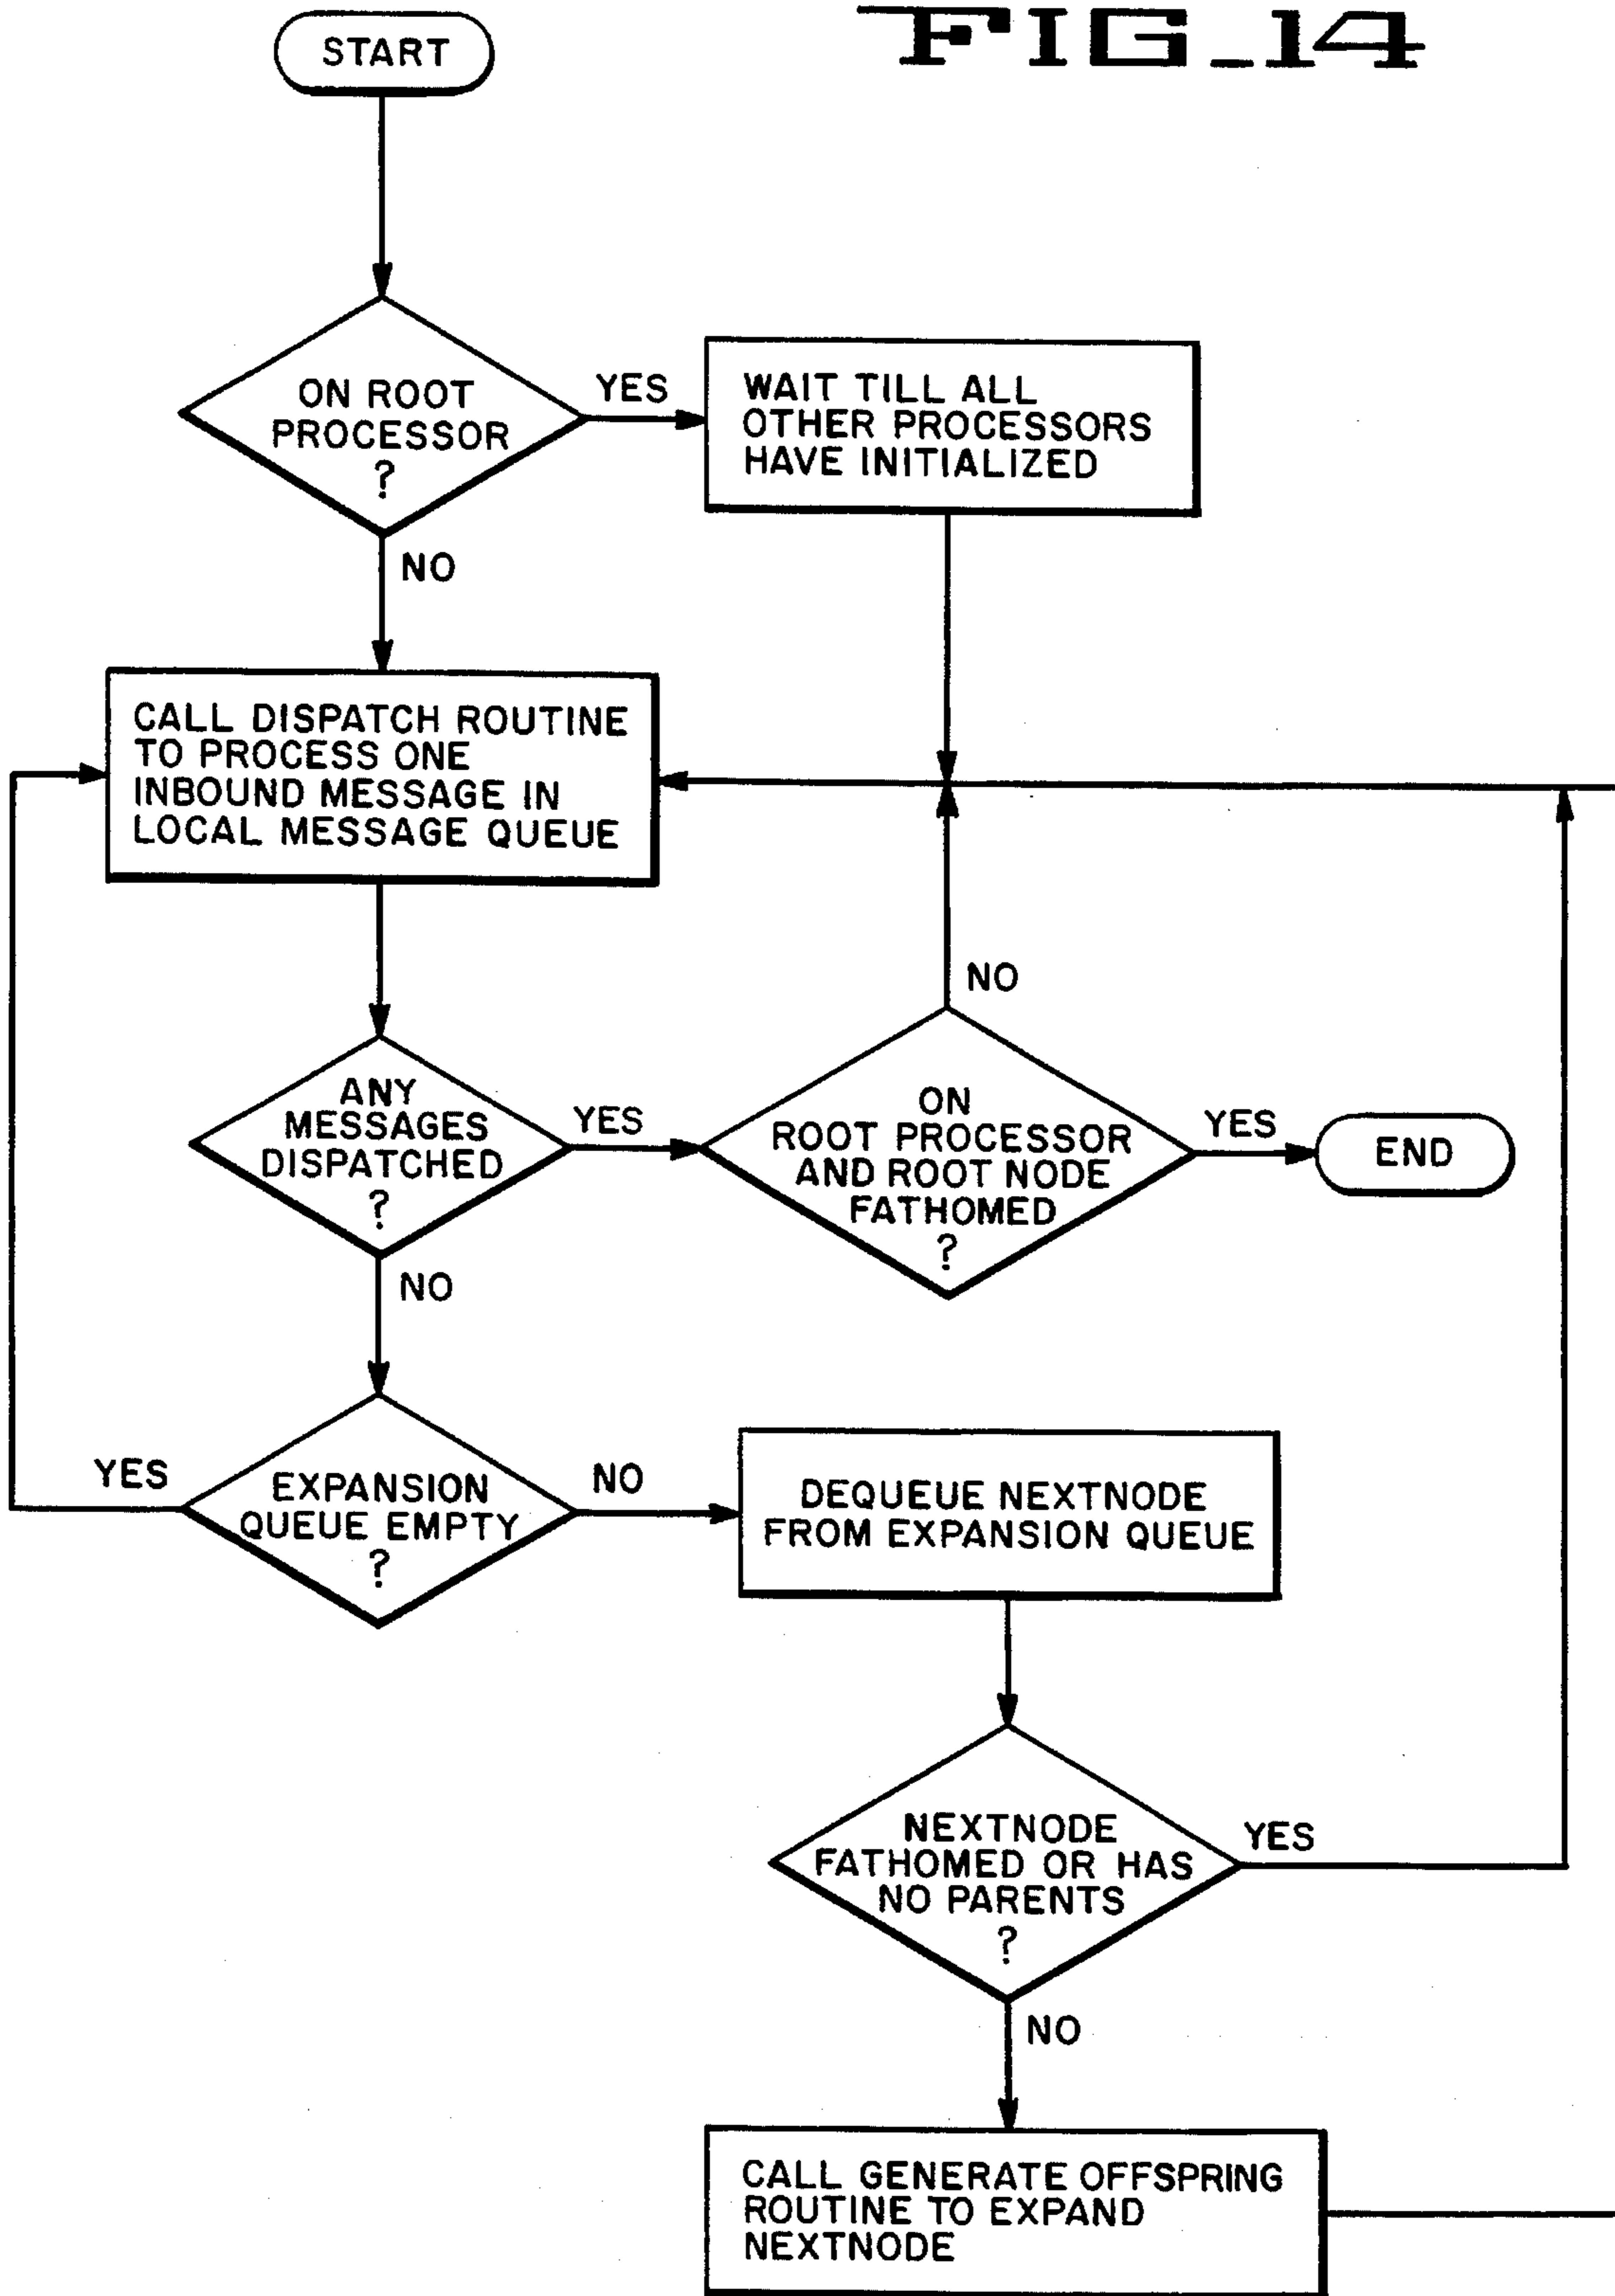 FIG_14
START
ON ROOT
PROCESSOR
?
YES
WAIT TILL ALL
OTHER PROCESSORS
HAVE INITIALIZED
NO
CALL DISPATCH ROUTINE
TO PROCESS ONE
INBOUND MESSAGE IN
LOCAL MESSAGE QUEUE
NO
ANY
MESSAGES
DISPATCHED
?
YES
ON
ROOT PROCESSOR
AND ROOT NODE
FATHOMED
?
YES
END
NO
YES
EXPANSION
QUEUE EMPTY
?
NO
DEQUEUE NEXTNODE
FROM EXPANSION QUEUE
NEXTNODE
FATHOMED OR HAS
NO PARENTS
?
YES
NO
CALL GENERATE OFFSPRING
ROUTINE TO EXPAND
NEXTNODE